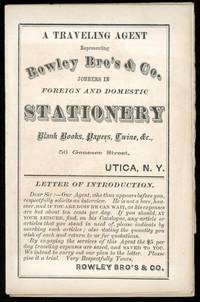 A TRAVELING AGENT
Representing
Rowley Bro's & Co.
JOBBERS IN
FOREIGN AND DOMESTIC
STATIONERY
Blank Books, Papers, Twine, &c.,
56 Genesee Street,
UTICA, N.Y.
LETTER OF INTRODUCTION.
Dear Sir:—Our Agent, who thus appears before you,
respectfully solicits an interview. He is not a bore, how-
ever, and IF YOU ARE BUSY HE CAN WAIT, as his expenses
are but about ten cents per day. If you should, AT
YOUR LEISURE, find, on his Catalogue, any article or
articles that you stand in need of, please indicate by
marking such articles; also stating the quantity you
wish of each and return to us for quotations.
By engaging the services of this Agent the $5 per
day traveling expenses are saved, and SAVED TO YOU.
We intend to carry out our plan to the letter. Please
give it a trial. Very Respectfully Yours,
ROWLEY BRO'S & CO.